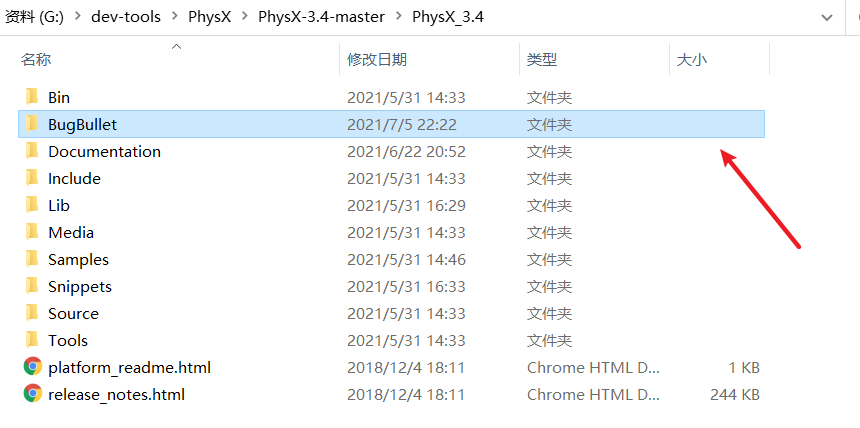 资料 (G:) > dev-tools > PhysX > PhysX-3.4-master > PhysX_3.4
名称 修改日期 类型 大小
Bin 2021/5/31 14:33 文件夹
BugBullet 2021/7/5 22:22 文件夹
Documentation 2021/6/22 20:52 文件夹
Include 2021/5/31 14:33 文件夹
Lib 2021/5/31 16:29 文件夹
Media 2021/5/31 14:33 文件夹
Samples 2021/5/31 14:46 文件夹
Snippets 2021/5/31 16:33 文件夹
Source 2021/5/31 14:33 文件夹
Tools 2021/5/31 14:33 文件夹
platform_readme.html 2018/12/4 18:11 Chrome HTML D... 1 KB
release_notes.html 2018/12/4 18:11 Chrome HTML D... 244 KB